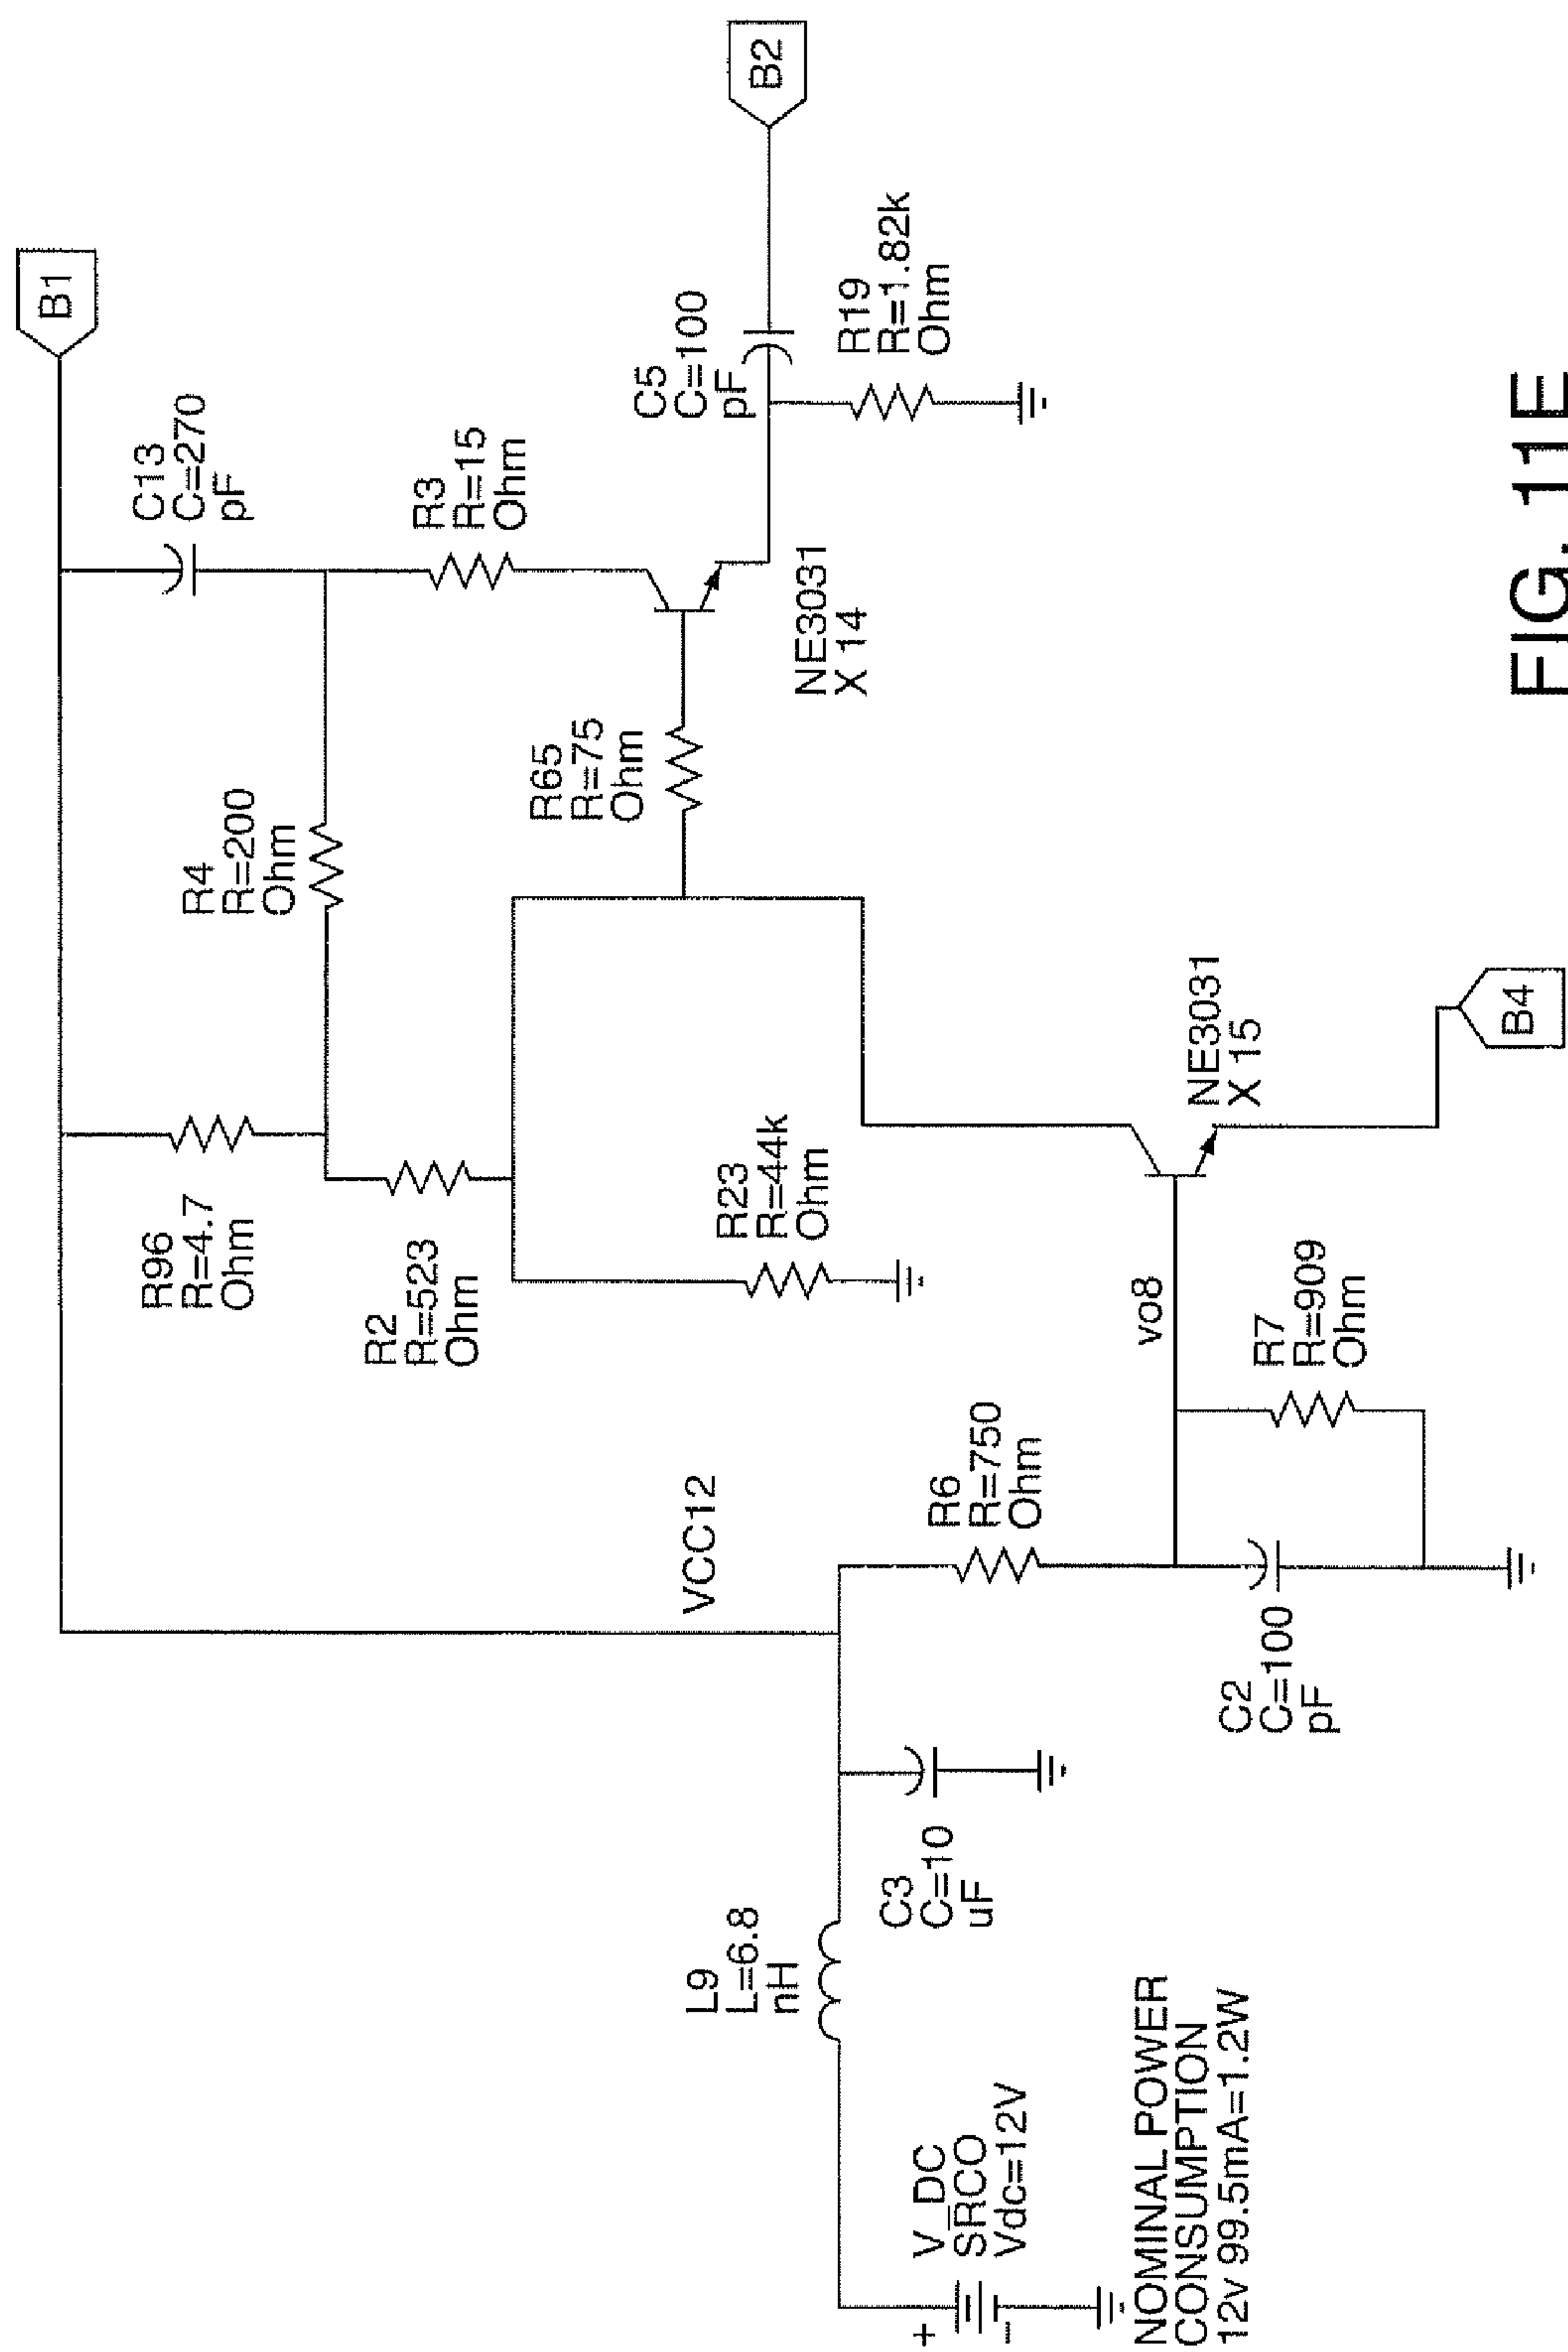 B1
C13
C=270
pF
R96
R=4.7
Ohm
R4
R=200
Ohm
R3
R=15
Ohm
R2
R=523
Ohm
R65
R=75
Ohm
C5
C=100
pF
B2
VCC12
L9
L=6.8
nH
R23
R=44k
Ohm
NE3031
X 14
R19
R=1.82k
Ohm
V_DC
SRCO
Vdc=12V
+
-
C3
C=10
uF
R6
R=750
Ohm
vo8
NE3031
X 15
NOMINAL POWER
CONSUMPTION
12v 99.5mA=1.2W
C2
C=100
pF
R7
R=909
Ohm
B4
FIG. 11E